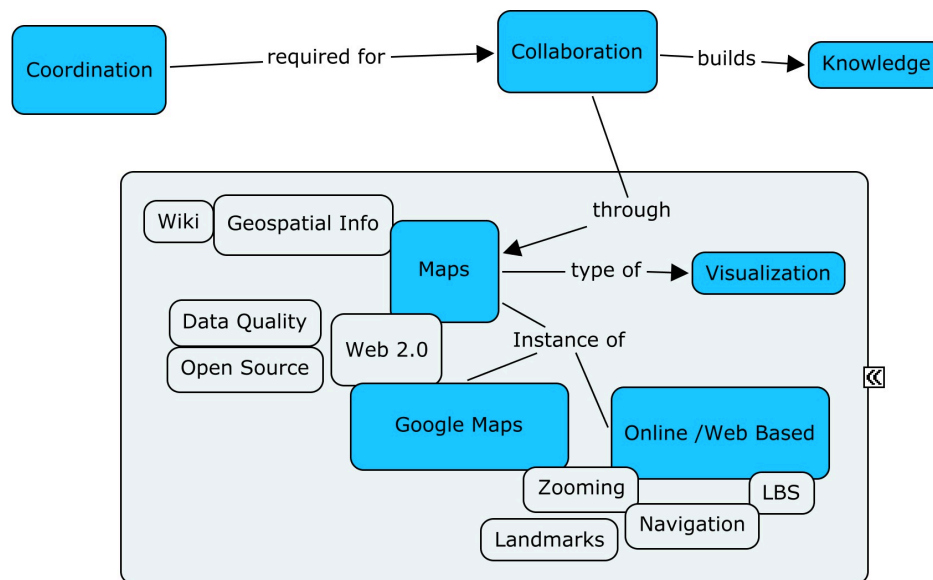 Coordination
required for
Collaboration
builds
Knowledge
through
Wiki
Geospatial Info
Maps
type of
Visualization
Data Quality
Open Source
Web 2.0
Instance of
Google Maps
Online /Web Based
Zooming
LBS
Navigation
Landmarks